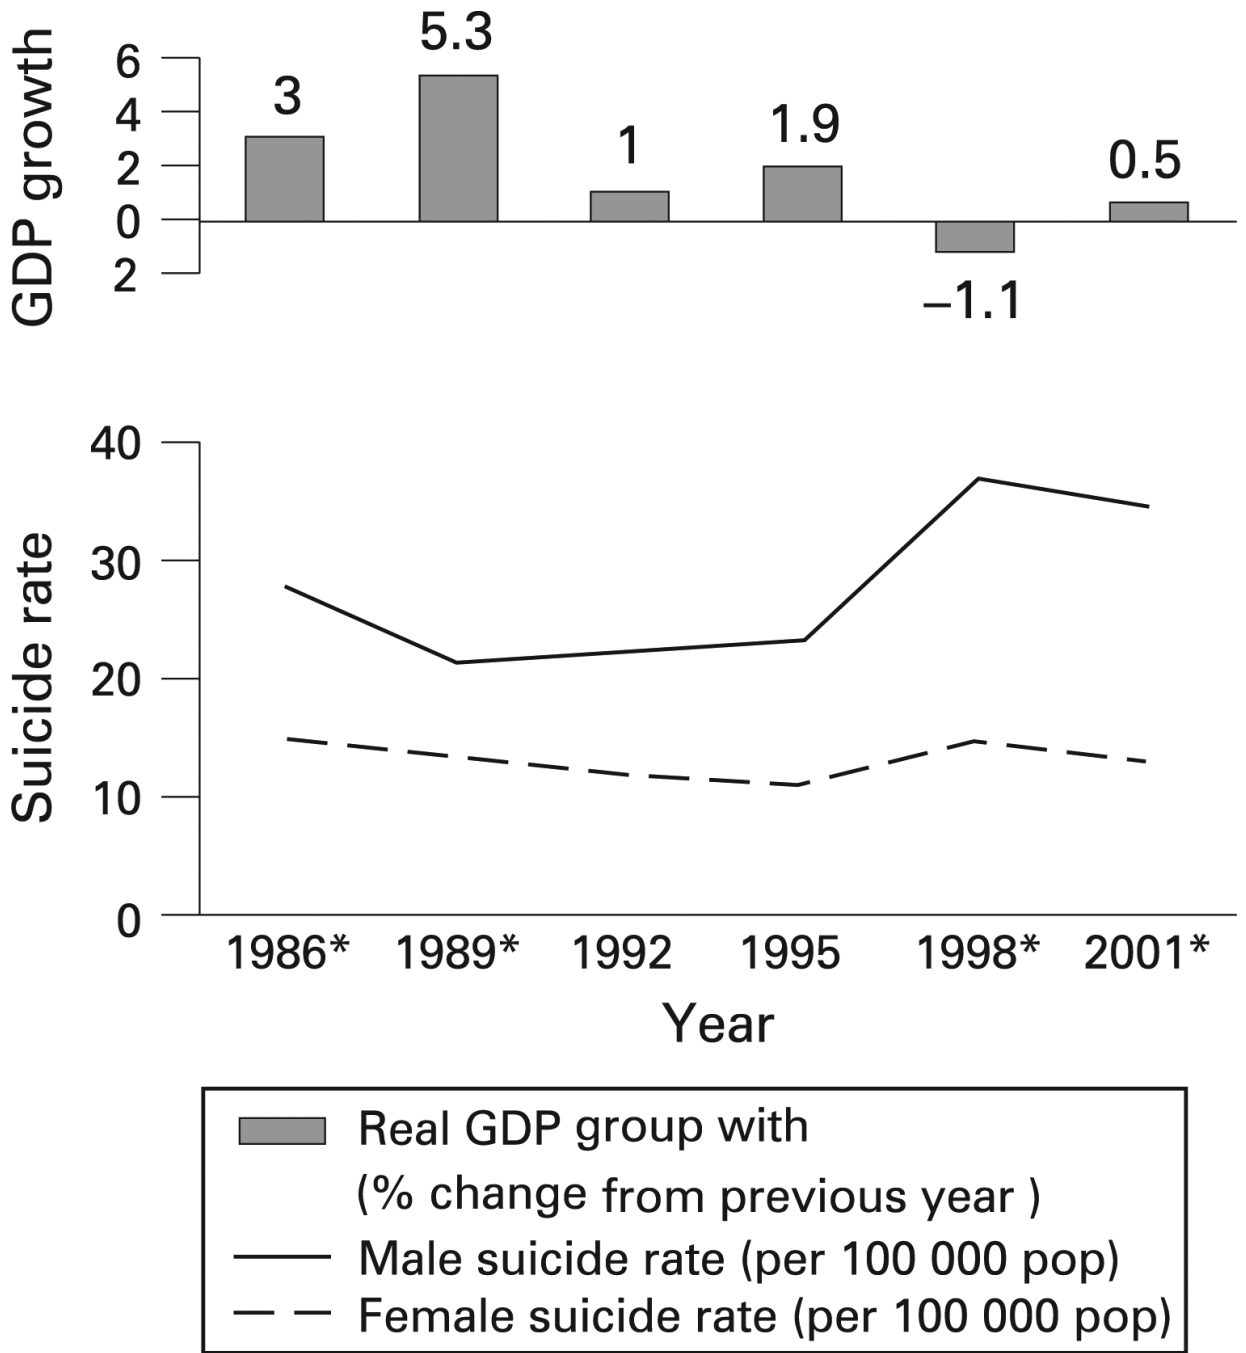 GDP growth
6
4
2
0
2
3
5.3
1
1.9
–1.1
0.5
Suicide rate
40
30
20
10
0
1986* 1989* 1992 1995 1998* 2001*
Year
Real GDP group with
(% change from previous year )
Male suicide rate (per 100 000 pop)
Female suicide rate (per 100 000 pop)